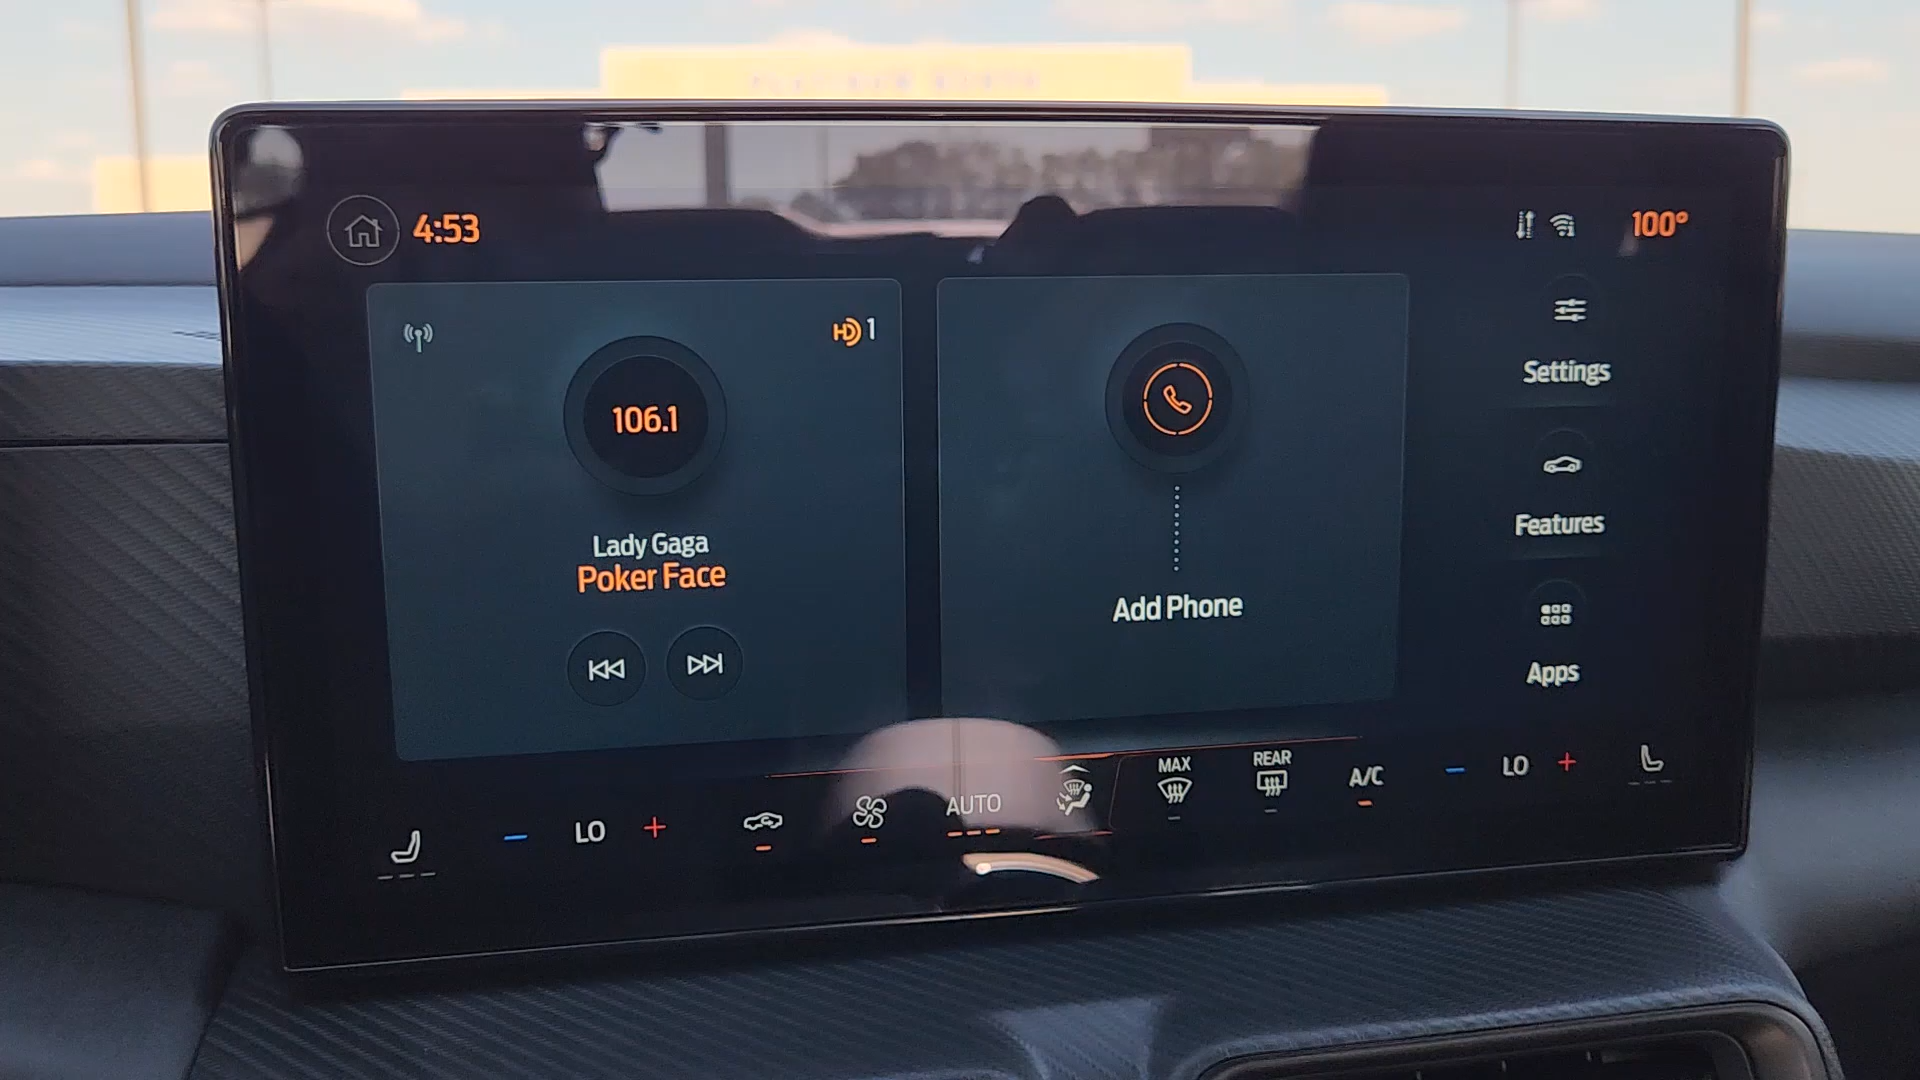 4:53
100°
HD 1
106.1
Lady Gaga
Poker Face
Add Phone
Settings
Features
Apps
LO
AUTO
MAX
REAR
A/C
LO